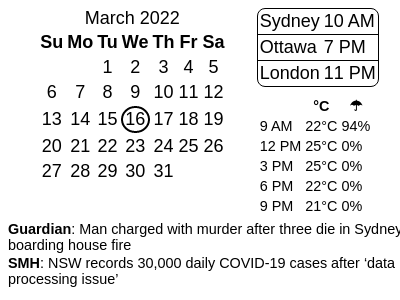 March 2022
Su Mo Tu We Th Fr Sa
1 2 3 4 5
6 7 8 9 10 11 12
13 14 15 16 17 18 19
20 21 22 23 24 25 26
27 28 29 30 31
Sydney 10 AM
Ottawa 7 PM
London 11 PM
°C ☂
9 AM 22°C 94%
12 PM 25°C 0%
3 PM 25°C 0%
6 PM 22°C 0%
9 PM 21°C 0%
Guardian: Man charged with murder after three die in Sydney
boarding house fire
SMH: NSW records 30,000 daily COVID-19 cases after ‘data
processing issue’